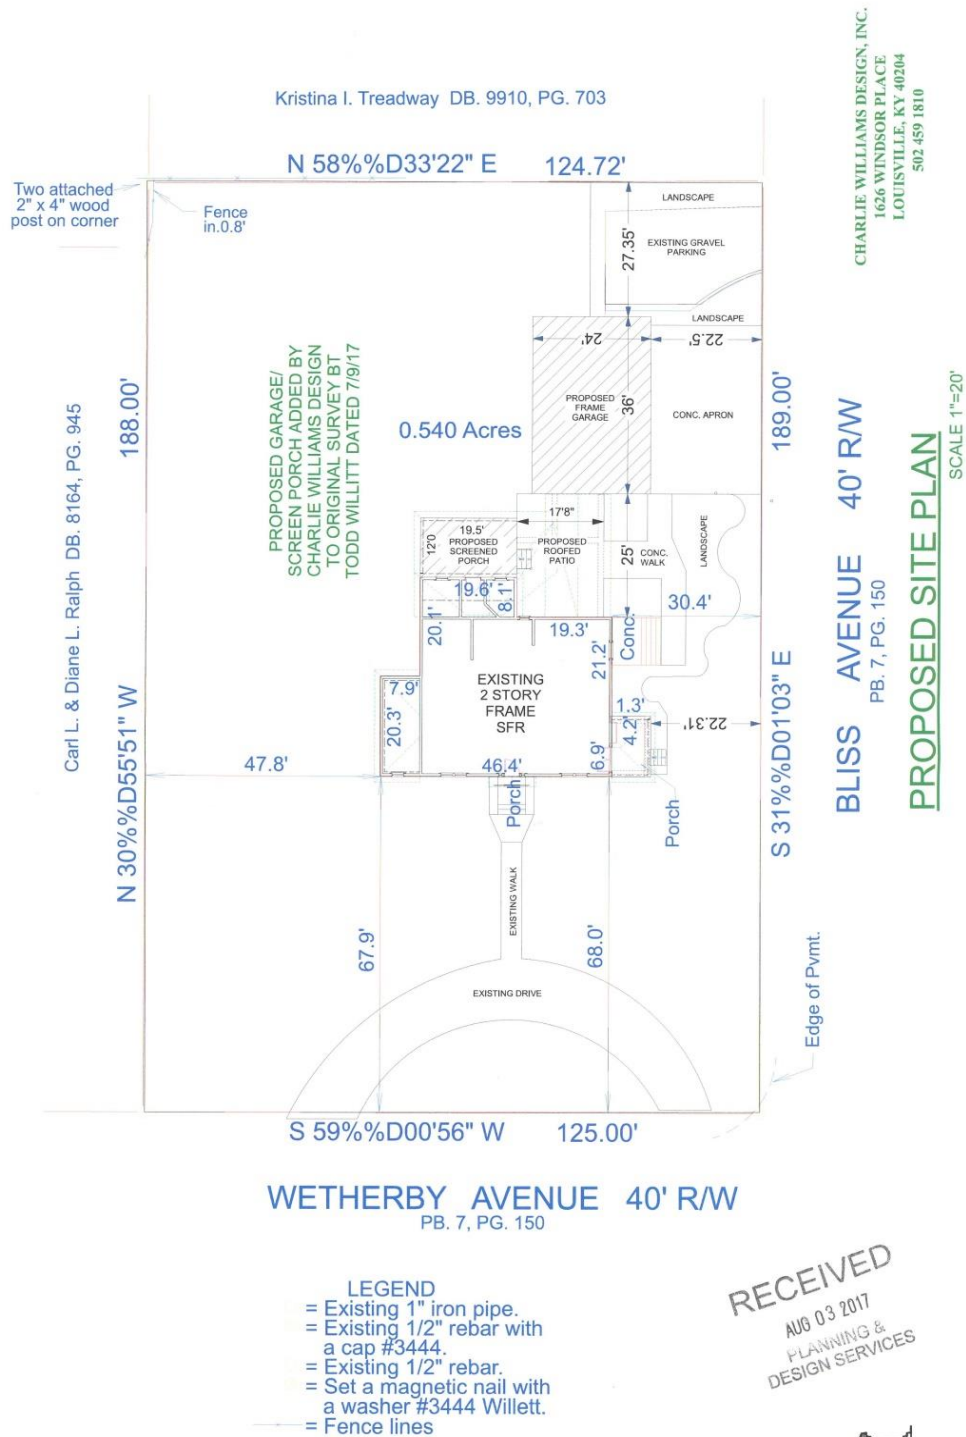 CHARLIE WILLIAMS DESIGN, INC.
1626 WINDSOR PLACE
LOUISVILLE, KY 40204
502 459 1810
Kristina I. Treadway DB. 9910, PG. 703
N 58%%D33'22" E 124.72'
Two attached
2" x 4" wood
post on corner
Fence
in.0.8'
LANDSCAPE
EXISTING GRAVEL
PARKING
27.35'
LANDSCAPE
24'
22.5'
PROPOSED
FRAME
GARAGE
36'
CONC. APRON
PROPOSED GARAGE/
SCREEN PORCH ADDED BY
CHARLIE WILLIAMS DESIGN
TO ORIGINAL SURVEY BT
TODD WILLITT DATED 7/9/17
0.540 Acres
188.00'
189.00'
Carl L. & Diane L. Ralph DB. 8164, PG. 945
N 30%%D55'51" W
17'8"
19.5'
PROPOSED
SCREENED
PORCH
12'0
PROPOSED
ROOFED
PATIO
25'
CONC.
WALK
LANDSCAPE
19.6'
8.1'
30.4'
20.1'
19.3'
21.2'
Conc.
EXISTING
2 STORY
FRAME
SFR
7.9'
20.3'
1.3'
4.2'
22.31'
47.8'
46.4'
6.9'
Porch
Porch
S 31%%D01'03" E
BLISS AVENUE 40' R/W
PB. 7, PG. 150
PROPOSED SITE PLAN
SCALE 1"=20'
EXISTING WALK
67.9'
68.0'
EXISTING DRIVE
Edge of Pvmt.
S 59%%D00'56" W 125.00'
WETHERBY AVENUE 40' R/W
PB. 7, PG. 150
LEGEND
= Existing 1" iron pipe.
= Existing 1/2" rebar with
a cap #3444.
= Existing 1/2" rebar.
= Set a magnetic nail with
a washer #3444 Willett.
= Fence lines
RECEIVED
AUG 03 2017
PLANNING &
DESIGN SERVICES